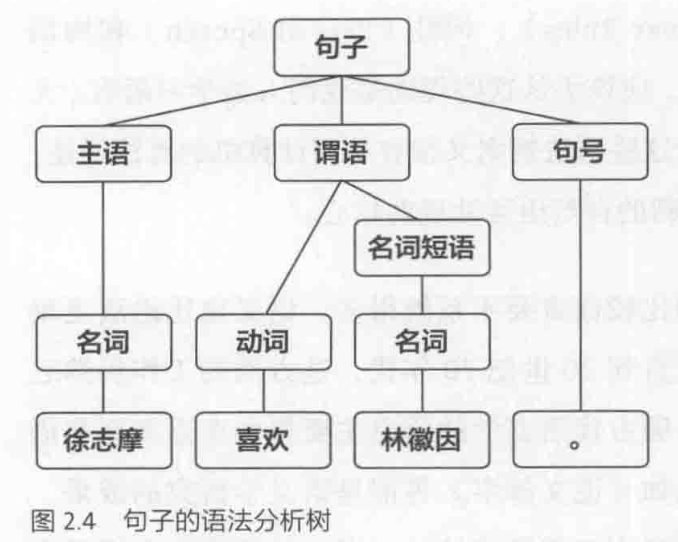 句子
主语 谓语 句号
名词短语
名词 动词 名词
徐志摩 喜欢 林徽因 。
图 2.4 句子的语法分析树